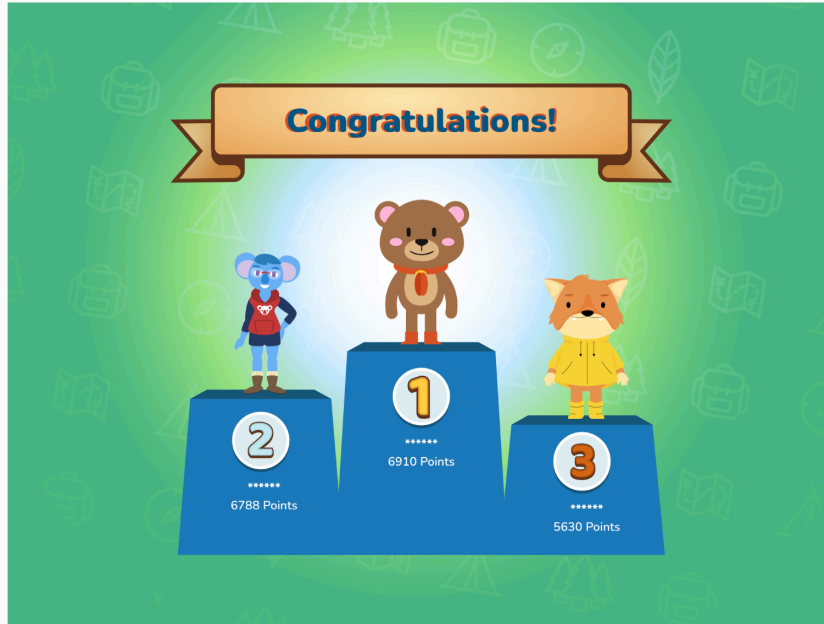 Congratulations!
1
******
6910 Points
2
******
6788 Points
3
******
5630 Points